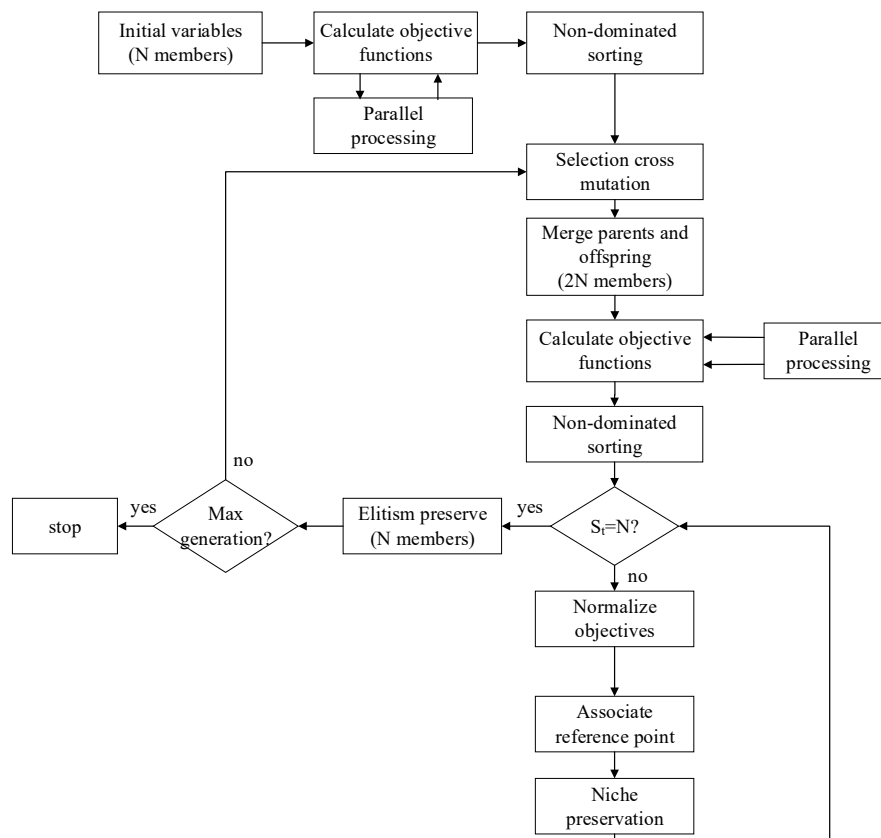 Initial variables
(N members)
Calculate objective
functions
Non-dominated
sorting
Parallel
processing
Selection cross
mutation
Merge parents and
offspring
(2N members)
Calculate objective
functions
Parallel
processing
Non-dominated
sorting
no
stop
yes
Max
generation?
Elitism preserve
(N members)
yes
Sₜ=N?
no
Normalize
objectives
Associate
reference point
Niche
preservation